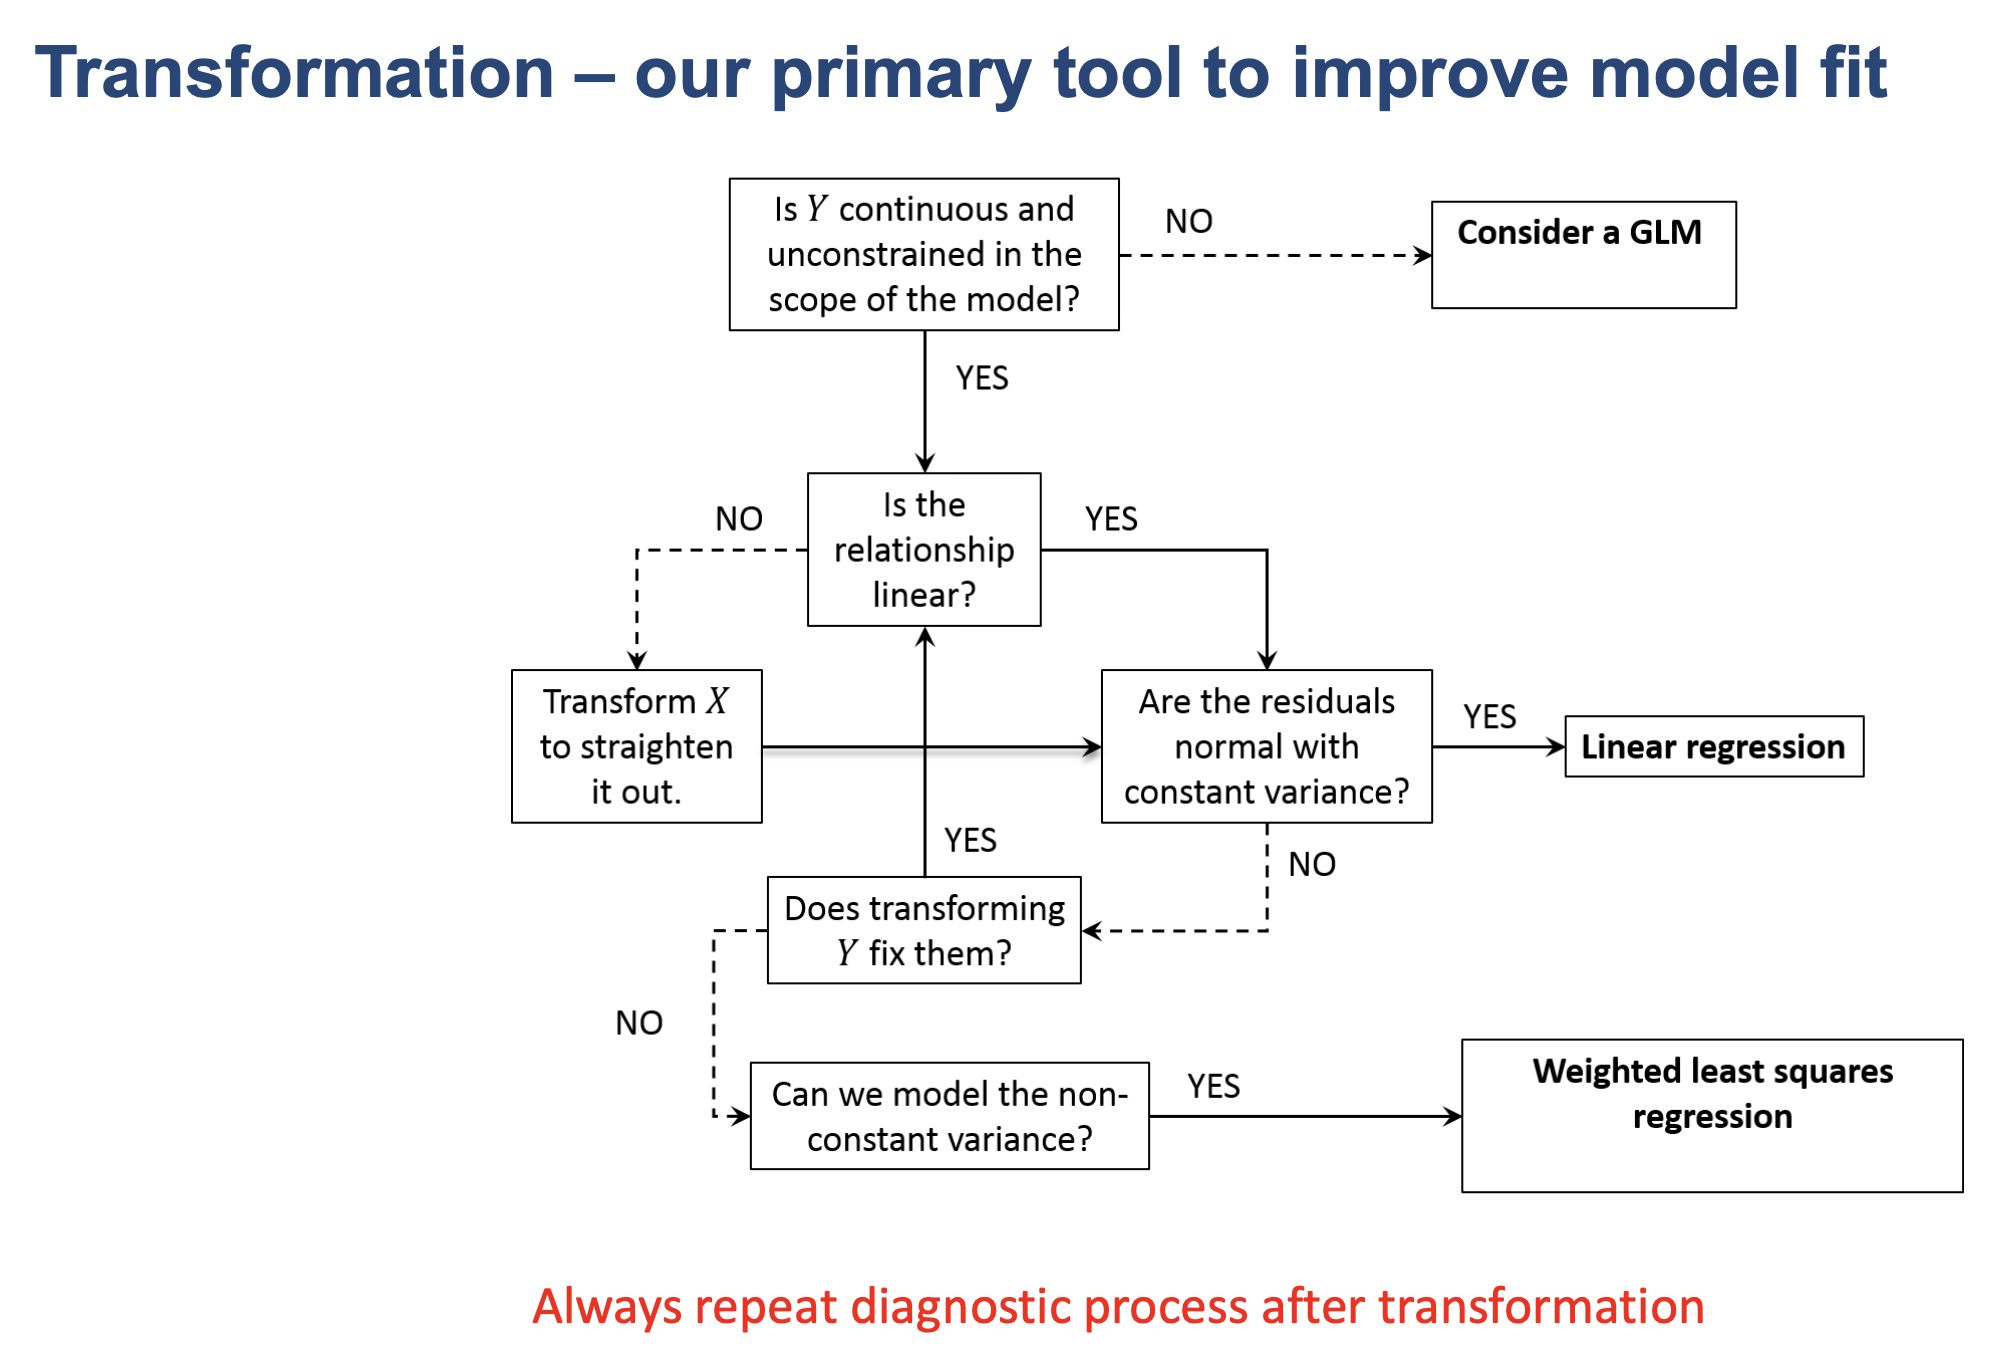 Transformation – our primary tool to improve model fit
Is Y continuous and
unconstrained in the
scope of the model?
NO
Consider a GLM
YES
Is the
relationship
linear?
NO
YES
Transform X
to straighten
it out.
Are the residuals
normal with
constant variance?
YES
Linear regression
YES
NO
Does transforming
Y fix them?
NO
Can we model the non-
constant variance?
YES
Weighted least squares
regression
Always repeat diagnostic process after transformation